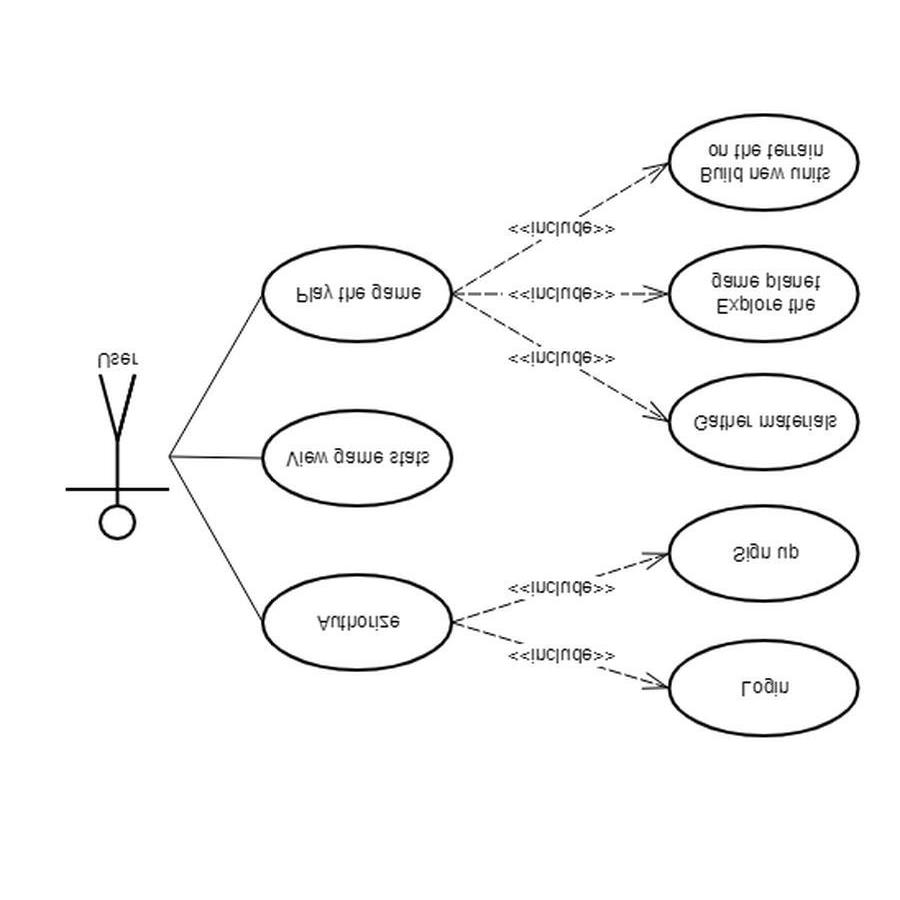 Login
<<include>>
Authorize
<<include>>
Sign up
View game stats
Gather materials
User
<<include>>
Play the game
<<include>>
Explore the
game planet
<<include>>
Build new units
on the terrain